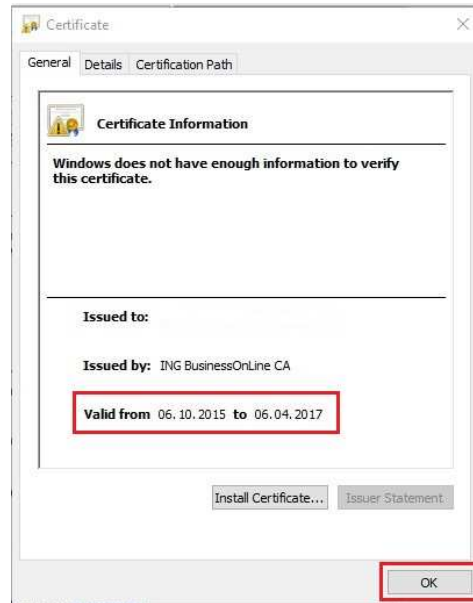 Certificate
General Details Certification Path
Certificate Information
Windows does not have enough information to verify
this certificate.
Issued to:
Issued by: ING BusinessOnLine CA
Valid from 06.10.2015 to 06.04.2017
Install Certificate... Issuer Statement
OK